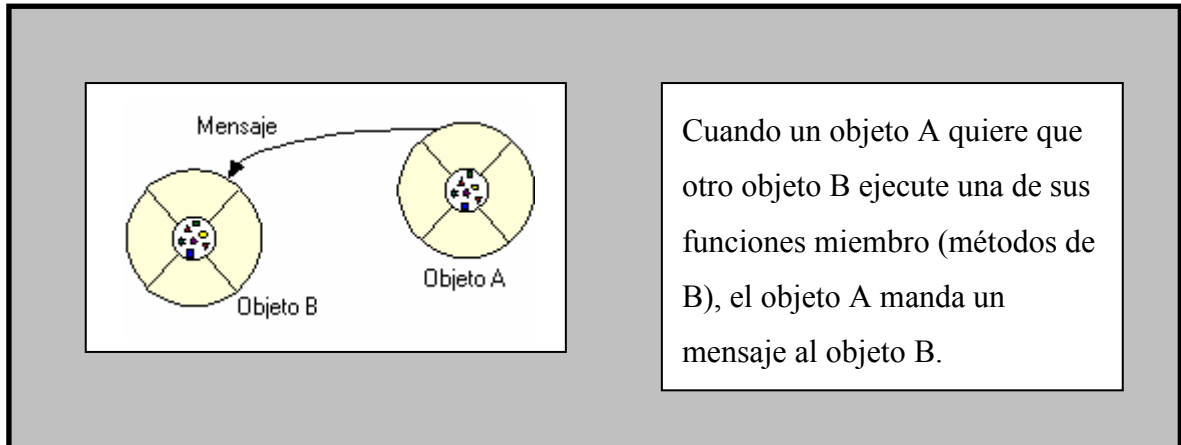 Mensaje
Objeto A
Objeto B
Cuando un objeto A quiere que
otro objeto B ejecute una de sus
funciones miembro (métodos de
B), el objeto A manda un
mensaje al objeto B.